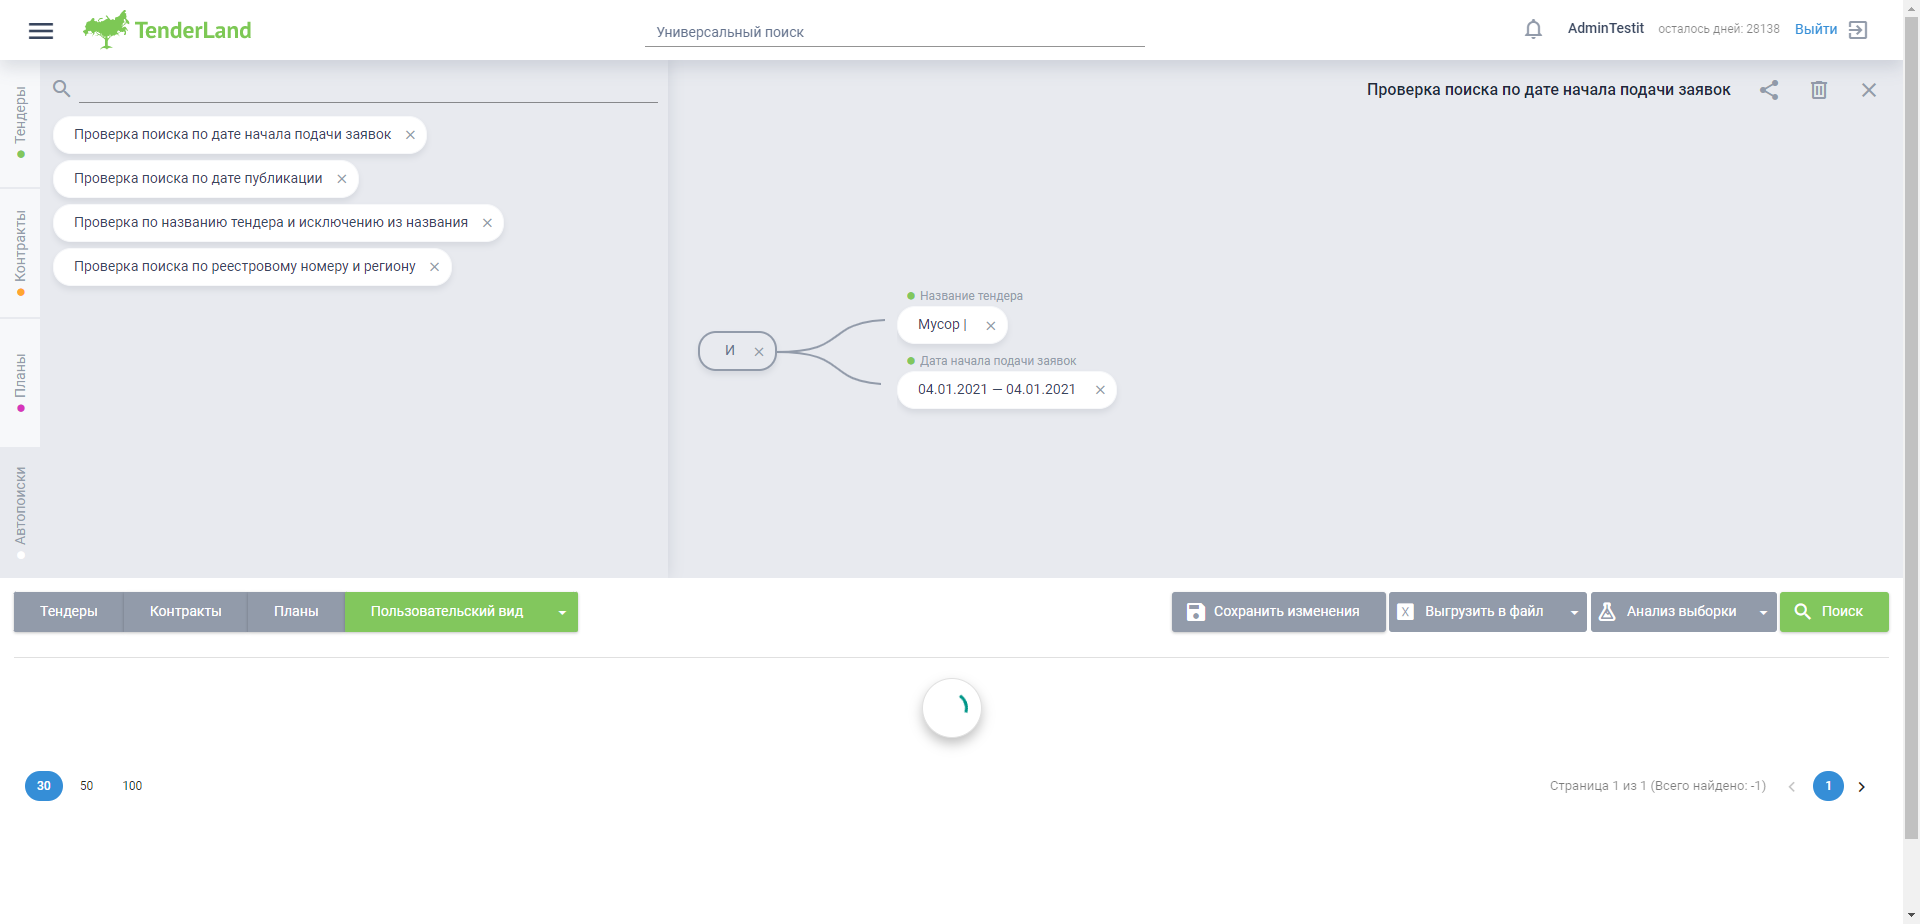 TenderLand
Универсальный поиск
AdminTestit
осталось дней: 28138
Выйти
Тендеры
Контракты
Планы
Автопоиски
Проверка поиска по дате начала подачи заявок
Проверка поиска по дате публикации
Проверка по названию тендера и исключению из названия
Проверка поиска по реестровому номеру и региону
Проверка поиска по дате начала подачи заявок
И
Название тендера
Мусор |
Дата начала подачи заявок
04.01.2021 — 04.01.2021
Тендеры
Контракты
Планы
Пользовательский вид
Сохранить изменения
X Выгрузить в файл
Анализ выборки
Поиск
30 50 100
Страница 1 из 1 (Всего найдено: -1)
1